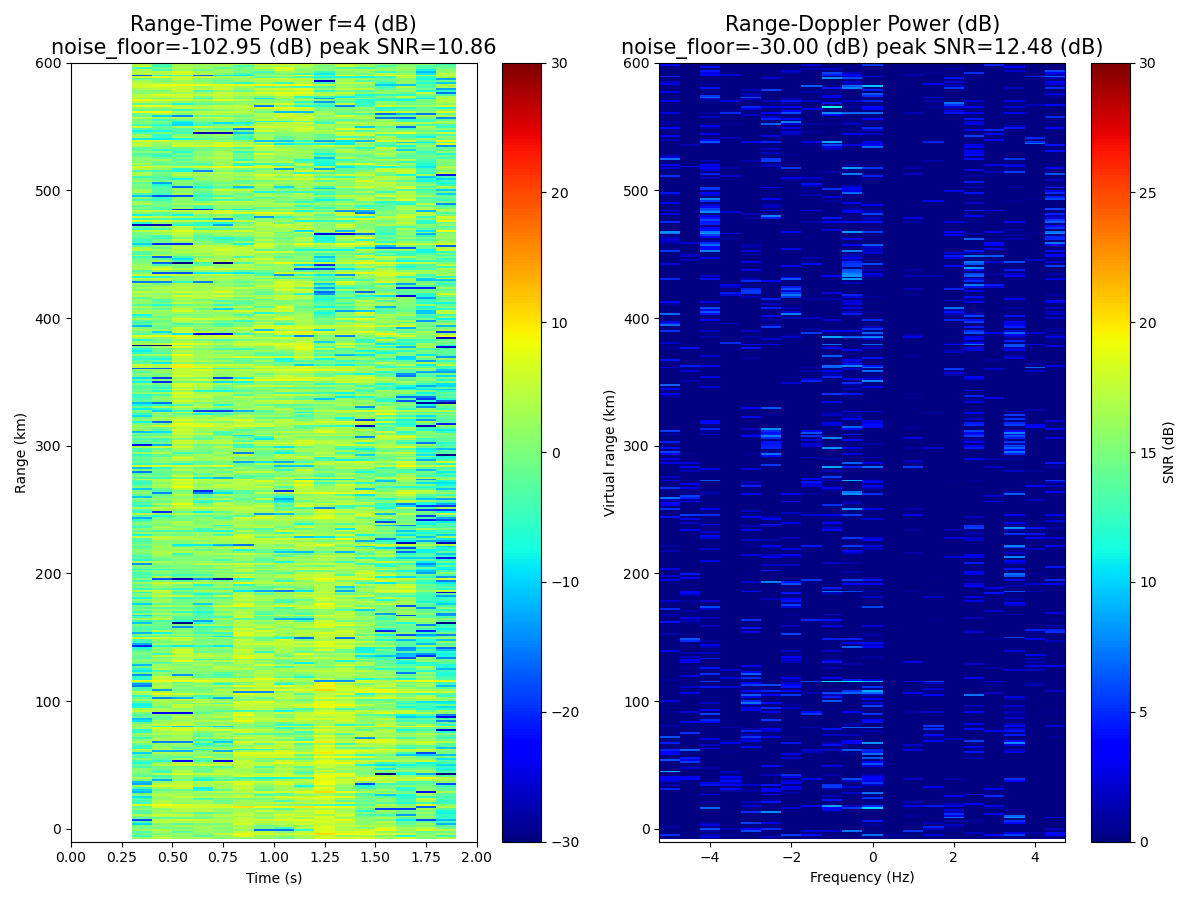 Range-Time Power f=4 (dB)
noise_floor=-102.95 (dB) peak SNR=10.86
Range (km)
600
500
400
300
200
100
0
0.00 0.25 0.50 0.75 1.00 1.25 1.50 1.75 2.00
Time (s)
30
20
10
0
−10
−20
−30
Range-Doppler Power (dB)
noise_floor=-30.00 (dB) peak SNR=12.48 (dB)
Virtual range (km)
600
500
400
300
200
100
0
−4 −2 0 2 4
Frequency (Hz)
30
25
20
15
10
5
0
SNR (dB)